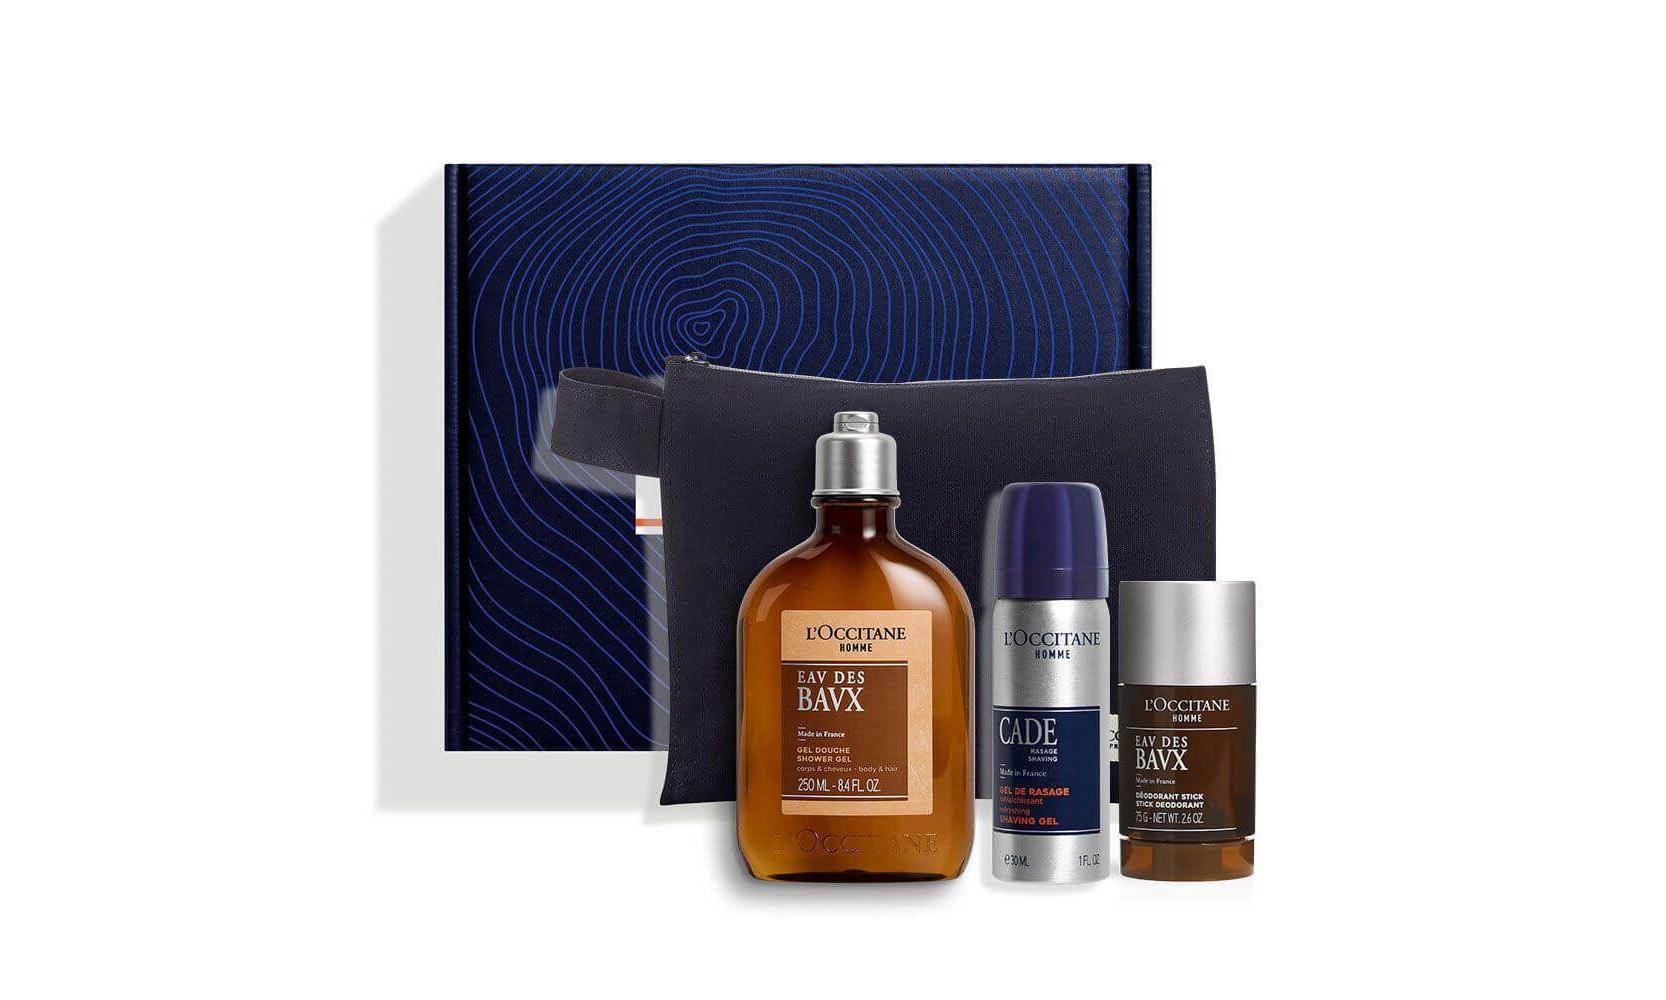 L'OCCITANE
HOMME
EAV DES
BAVX
Made in France
GEL DOUCHE
SHOWER GEL
corps & cheveux - body & hair
250 ML - 8.4 FL. OZ.
L'OCCITANE
L'OCCITANE
HOMME
CADE
RASAGE
SHAVING
Made in France
GEL DE RASAGE
rafraîchissant
refreshing
SHAVING GEL
℮ 30 ML 1 FL. OZ.
L'OCCITANE
HOMME
EAV DES
BAVX
Made in France
DÉODORANT STICK
STICK DEODORANT
75 G - NET WT. 2.6 OZ.